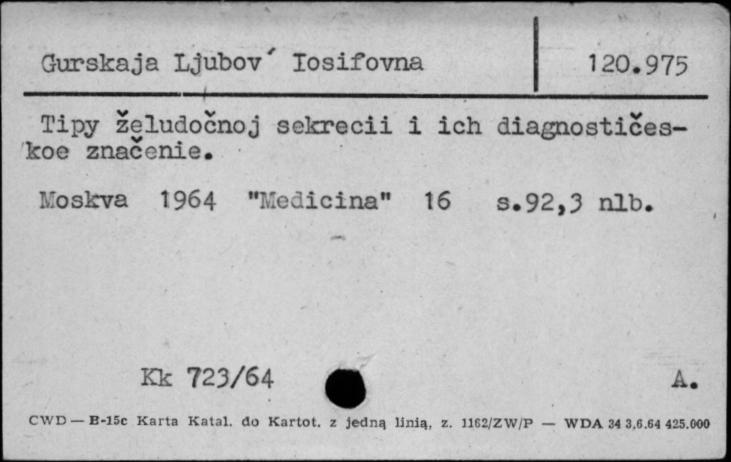 Gurskaja Ljubov´ Iosifovna 120.975
Tipy želudočnoj sekrecii i ich diagnostičes-
koe značenie.
Moskva 1964 "Medicina" 16 s.92,3 nlb.
Kk 723/64 A.
CWD — B-15c Karta Katal. do Kartot. z jedną linią, z. 1162/ZW/P — WDA 34 3.6.64 425.000